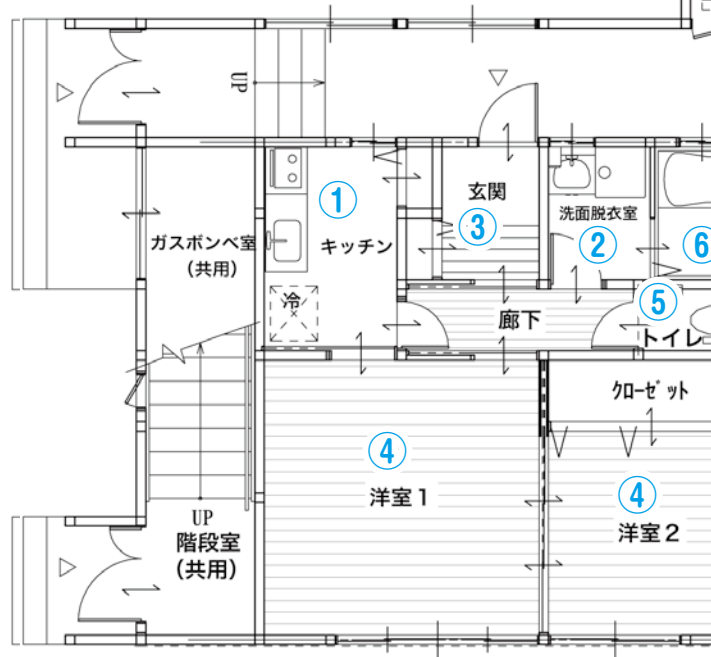 UP
①
キッチン
冷
玄関
③
洗面脱衣室
②
⑥
ガスボンベ室
（共用）
廊下
⑤
トイレ
クローゼット
④
洋室１
④
洋室２
UP
階段室
（共用）